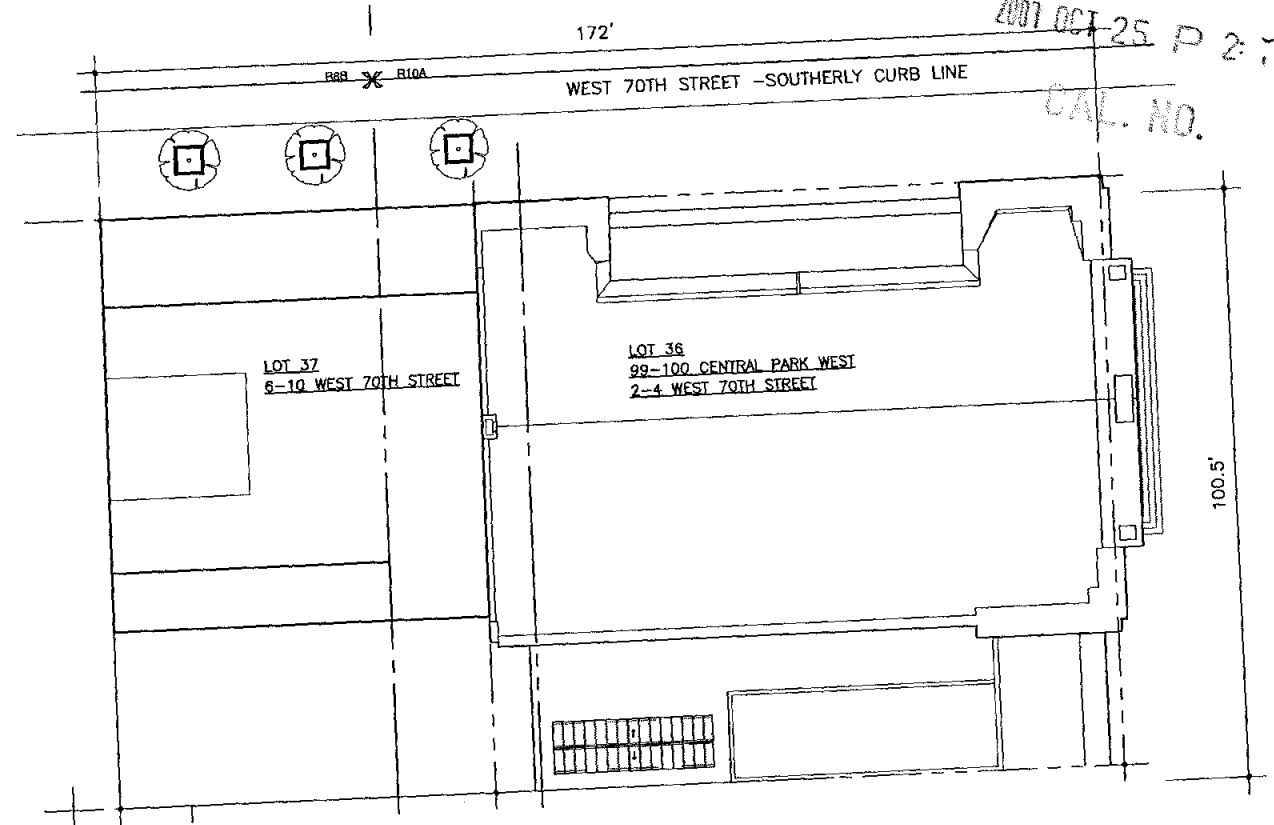 172'
2007 OCT 25 P 2:
R8B R10A
WEST 70TH STREET -SOUTHERLY CURB LINE
CAL. NO.
LOT 37
6-10 WEST 70TH STREET
LOT 36
99-100 CENTRAL PARK WEST
2-4 WEST 70TH STREET
100.5'